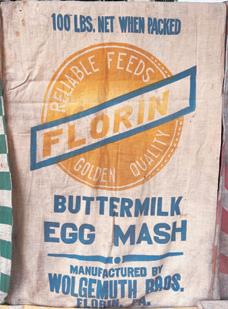 100 LBS. NET WHEN PACKED
RELIABLE FEEDS
FLORIN
GOLDEN QUALITY
BUTTERMILK
EGG MASH
MANUFACTURED BY
WOLGEMUTH BROS.
FLORIN, PA.